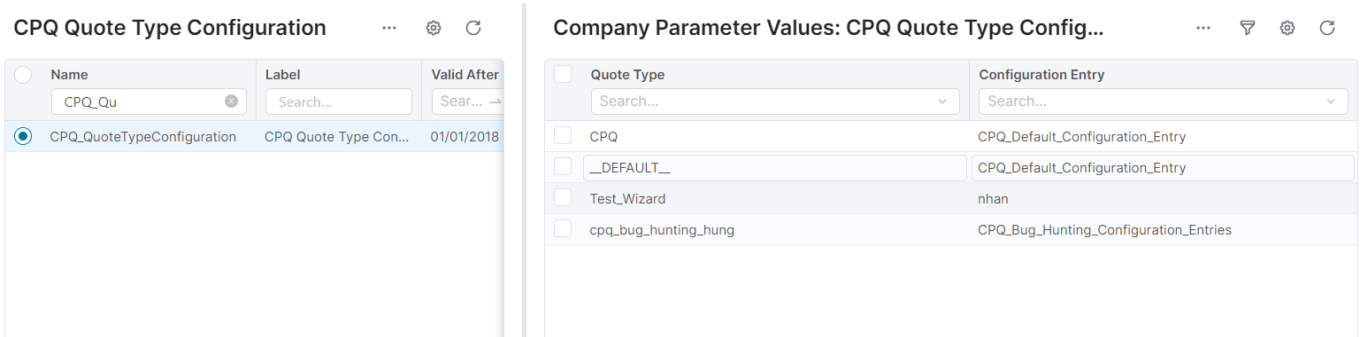 CPQ Quote Type Configuration
Name Label Valid After
CPQ_Qu Search... Sear...
CPQ_QuoteTypeConfiguration CPQ Quote Type Con... 01/01/2018
Company Parameter Values: CPQ Quote Type Config...
Quote Type Configuration Entry
Search... Search...
CPQ CPQ_Default_Configuration_Entry
__DEFAULT__ CPQ_Default_Configuration_Entry
Test_Wizard nhan
cpq_bug_hunting_hung CPQ_Bug_Hunting_Configuration_Entries